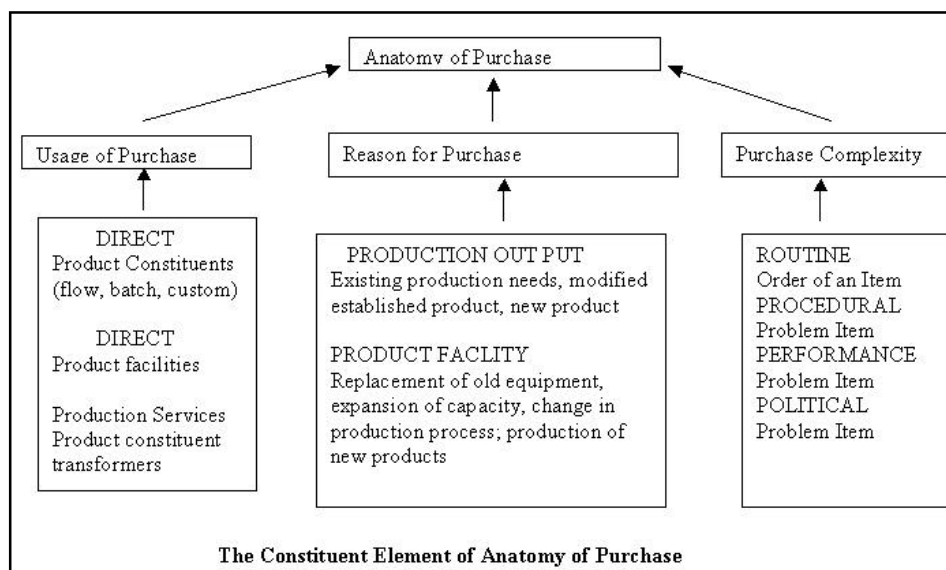 Anatomy of Purchase
Usage of Purchase
Reason for Purchase
Purchase Complexity
DIRECT
Product Constituents
(flow, batch, custom)
DIRECT
Product facilities
Production Services
Product constituent
transformers
PRODUCTION OUT PUT
Existing production needs, modified
established product, new product
PRODUCT FACLITY
Replacement of old equipment,
expansion of capacity, change in
production process; production of
new products
ROUTINE
Order of an Item
PROCEDURAL
Problem Item
PERFORMANCE
Problem Item
POLITICAL
Problem Item
The Constituent Element of Anatomy of Purchase